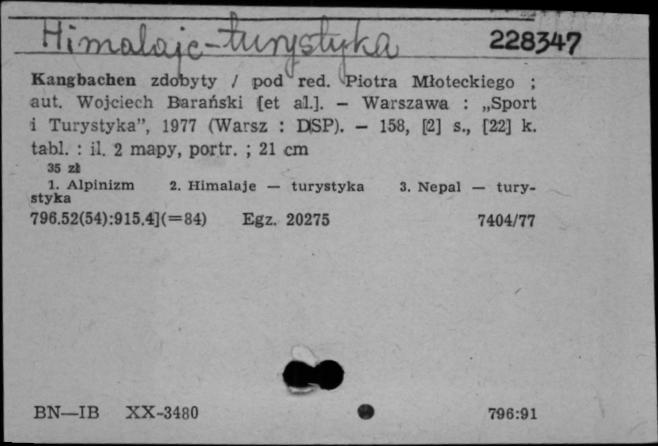 Himalaje-turystyka 228347
Kangbachen zdobyty / pod red. Piotra Młoteckiego ;
aut. Wojciech Barański [et al.]. — Warszawa : „Sport
i Turystyka”, 1977 (Warsz : DSP). — 158, [2] s., [22] k.
tabl. : il. 2 mapy, portr. ; 21 cm
35 zł
1. Alpinizm 2. Himalaje — turystyka 3. Nepal — tury-
styka
796.52(54):915.4](=84) Egz. 20275 7404/77
BN—IB XX-3480 796:91